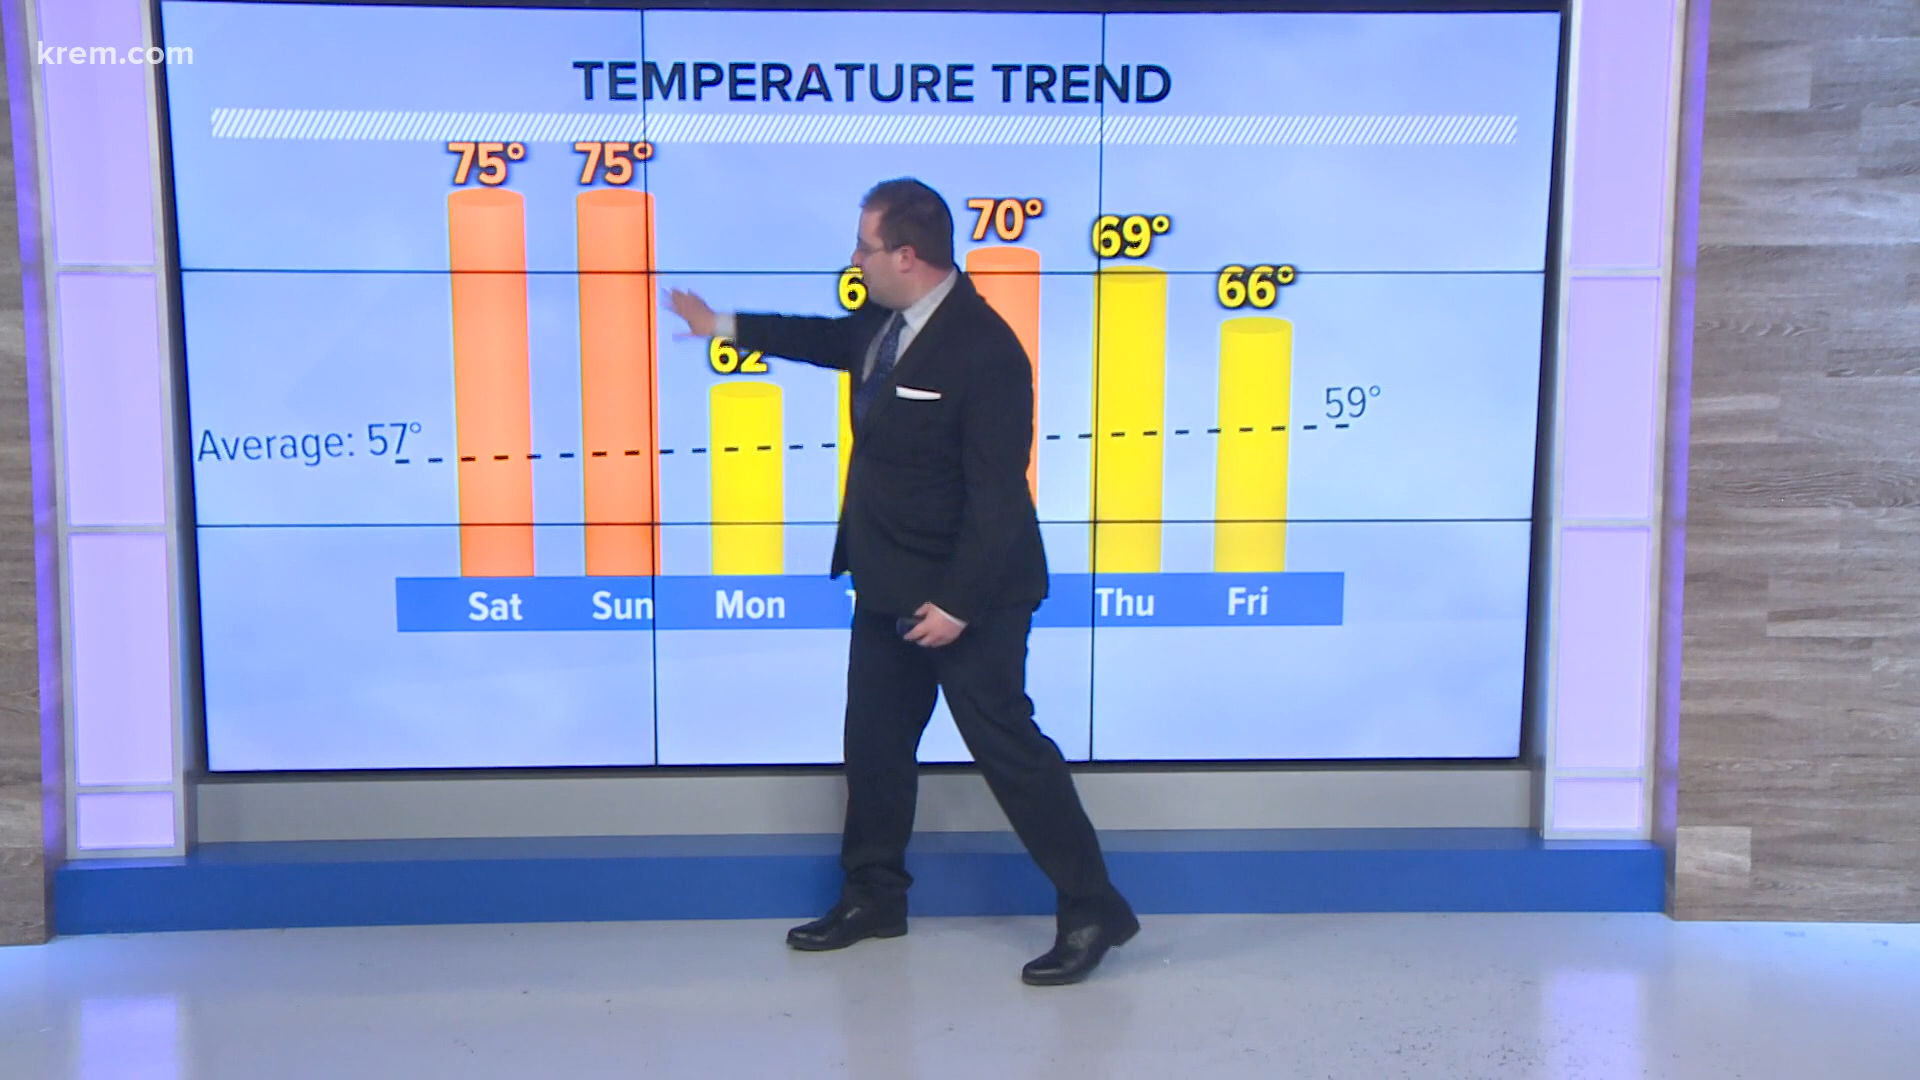 krem.com
TEMPERATURE TREND
75° 75° 70° 69° 66°
62
Average: 57° 59°
Sat Sun Mon Thu Fri